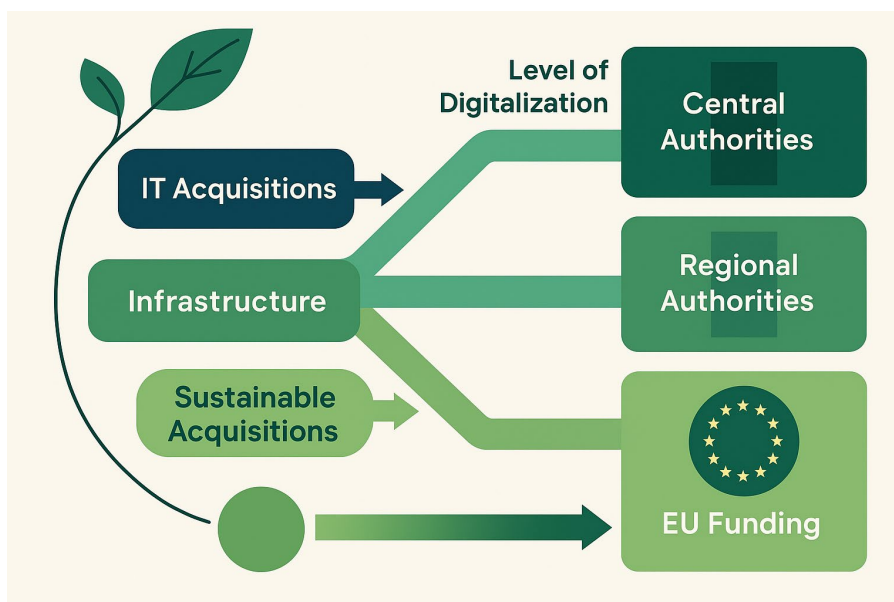 Level of
Digitalization
Central
Authorities
IT Acquisitions
Regional
Authorities
Infrastructure
Sustainable
Acquisitions
EU Funding